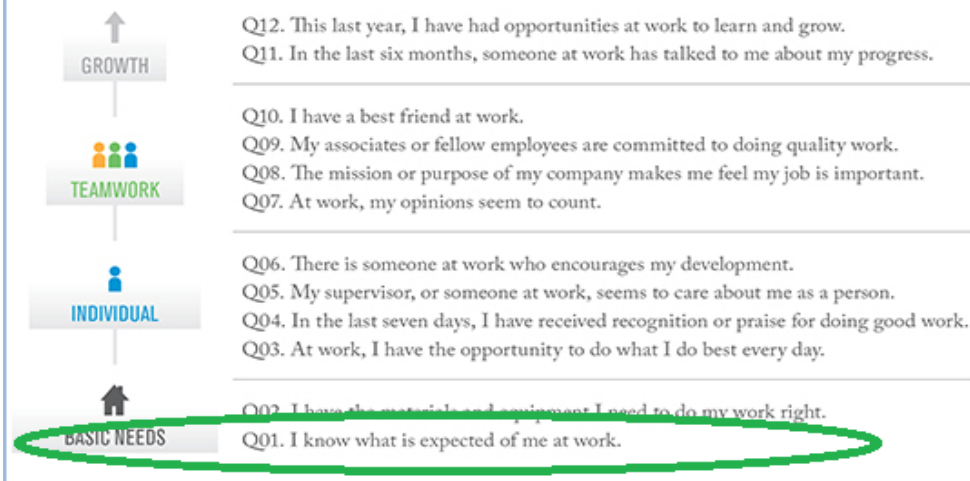 Q12. This last year, I have had opportunities at work to learn and grow.
Q11. In the last six months, someone at work has talked to me about my progress.
GROWTH
Q10. I have a best friend at work.
Q09. My associates or fellow employees are committed to doing quality work.
Q08. The mission or purpose of my company makes me feel my job is important.
Q07. At work, my opinions seem to count.
TEAMWORK
Q06. There is someone at work who encourages my development.
Q05. My supervisor, or someone at work, seems to care about me as a person.
Q04. In the last seven days, I have received recognition or praise for doing good work.
Q03. At work, I have the opportunity to do what I do best every day.
INDIVIDUAL
Q02. I have the materials and equipment I need to do my work right.
Q01. I know what is expected of me at work.
BASIC NEEDS